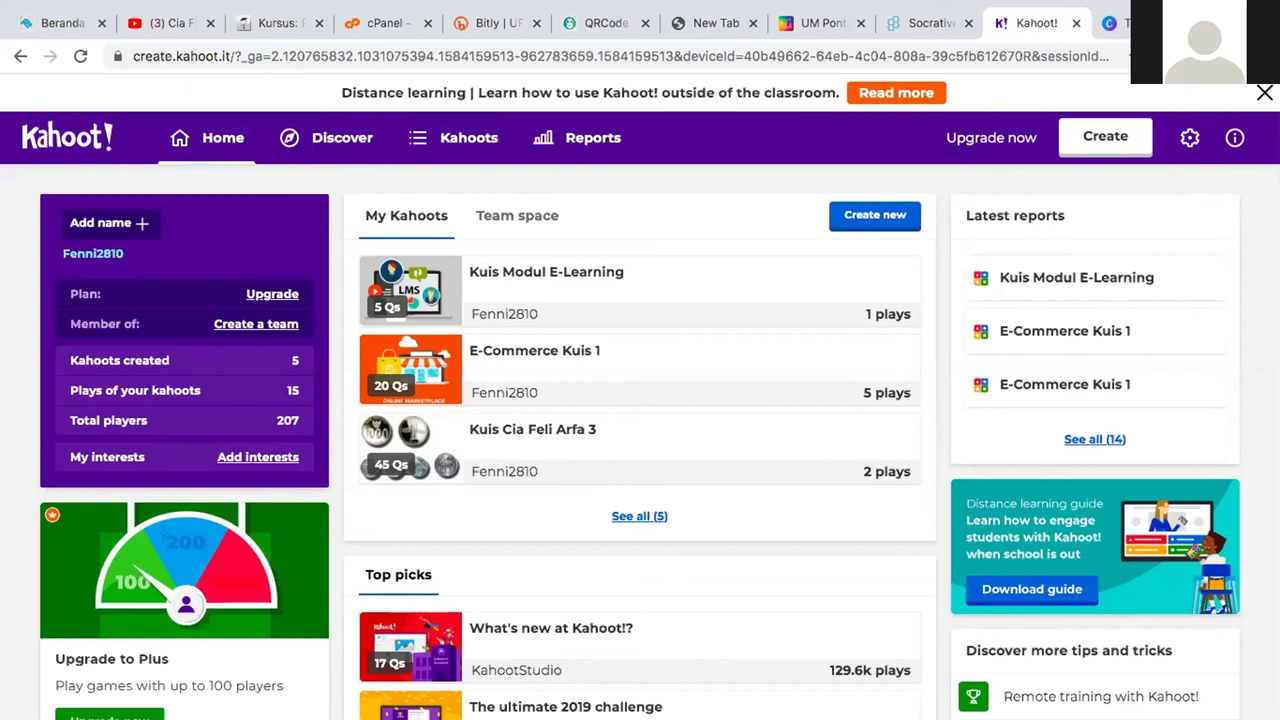 Beranda
(3) Cia F
Kursus: P
cPanel -
Bitly | UR
QRCode
New Tab
UM Pont
Socrative
Kahoot!
create.kahoot.it/?_ga=2.120765832.1031075394.1584159513-962783659.1584159513&deviceId=40b49662-64eb-4c04-808a-39c5fb612670R&sessionId...
Distance learning | Learn how to use Kahoot! outside of the classroom. Read more
Kahoot!
Home
Discover
Kahoots
Reports
Upgrade now
Create
Add name
Fenni2810
Plan: Upgrade
Member of: Create a team
Kahoots created 5
Plays of your kahoots 15
Total players 207
My interests Add interests
100
200
Upgrade to Plus
Play games with up to 100 players
My Kahoots Team space Create new
LMS
5 Qs
Kuis Modul E-Learning
Fenni2810 1 plays
20 Qs
ONLINE MARKETPLACE
E-Commerce Kuis 1
Fenni2810 5 plays
45 Qs
Kuis Cia Feli Arfa 3
Fenni2810 2 plays
See all (5)
Top picks
Kahoot!
17 Qs
What's new at Kahoot!?
KahootStudio 129.6k plays
The ultimate 2019 challenge
Latest reports
Kuis Modul E-Learning
E-Commerce Kuis 1
E-Commerce Kuis 1
See all (14)
Distance learning guide
Learn how to engage
students with Kahoot!
when school is out
Download guide
Discover more tips and tricks
Remote training with Kahoot!